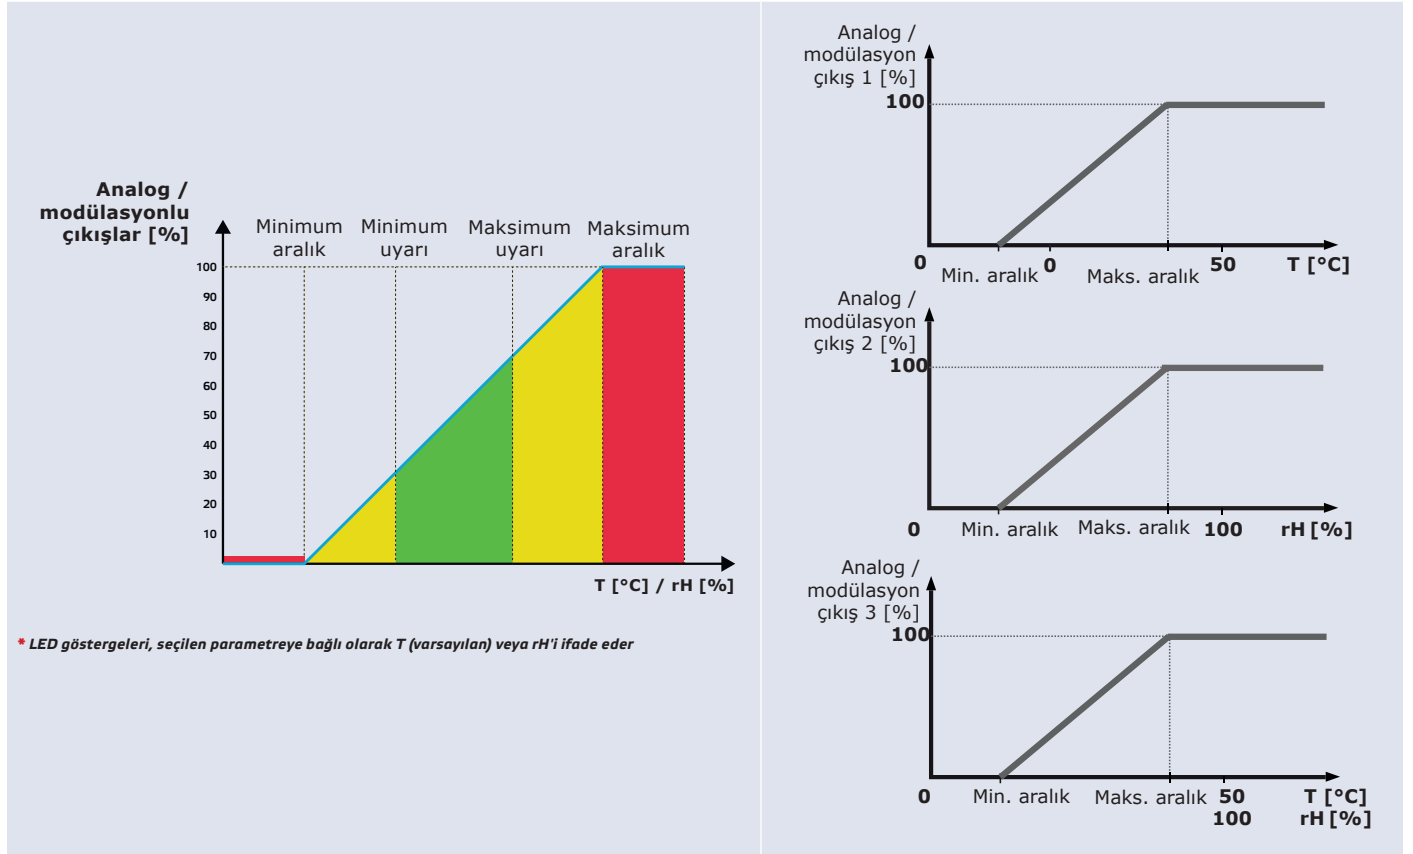 Analog /
modülasyonlu
çıkışlar [%]
Minimum
aralık
Minimum
uyarı
Maksimum
uyarı
Maksimum
aralık
100
90
80
70
60
50
40
30
20
10
T [°C] / rH [%]
* LED göstergeleri, seçilen parametreye bağlı olarak T (varsayılan) veya rH'i ifade eder
Analog /
modülasyon
çıkış 1 [%]
100
0
Min. aralık
0
Maks. aralık
50
T [°C]
Analog /
modülasyon
çıkış 2 [%]
100
0
Min. aralık
Maks. aralık
100
rH [%]
Analog /
modülasyon
çıkış 3 [%]
100
0
Min. aralık
Maks. aralık
50
T [°C]
100
rH [%]